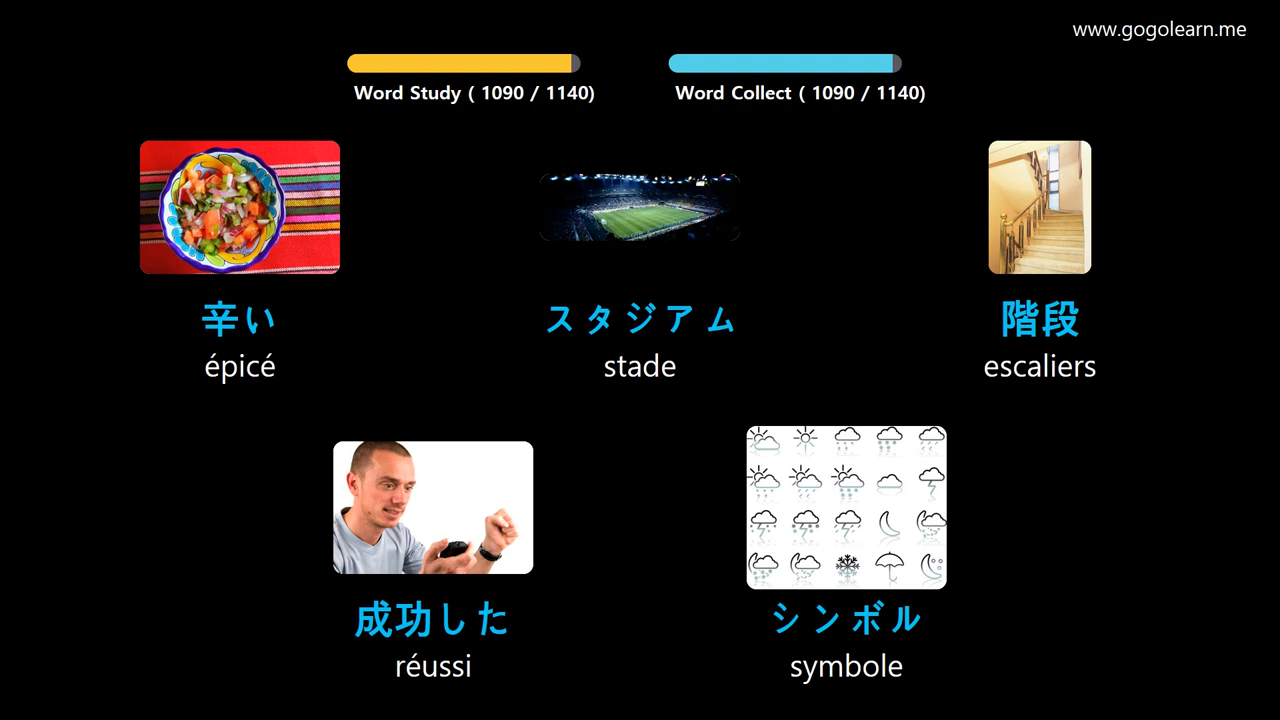 www.gogolearn.me
Word Study ( 1090 / 1140)
Word Collect ( 1090 / 1140)
辛い
スタジアム
階段
épicé
stade
escaliers
成功した
シンボル
réussi
symbole